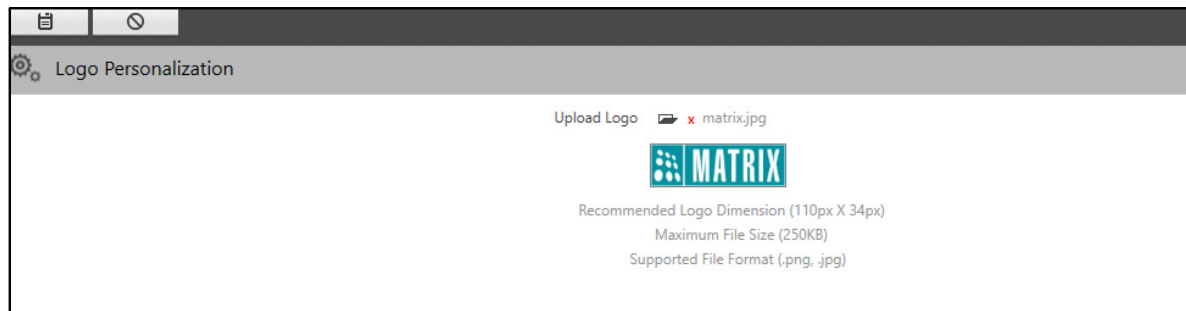 Logo Personalization
Upload Logo x matrix.jpg
MATRIX
Recommended Logo Dimension (110px X 34px)
Maximum File Size (250KB)
Supported File Format (.png, .jpg)